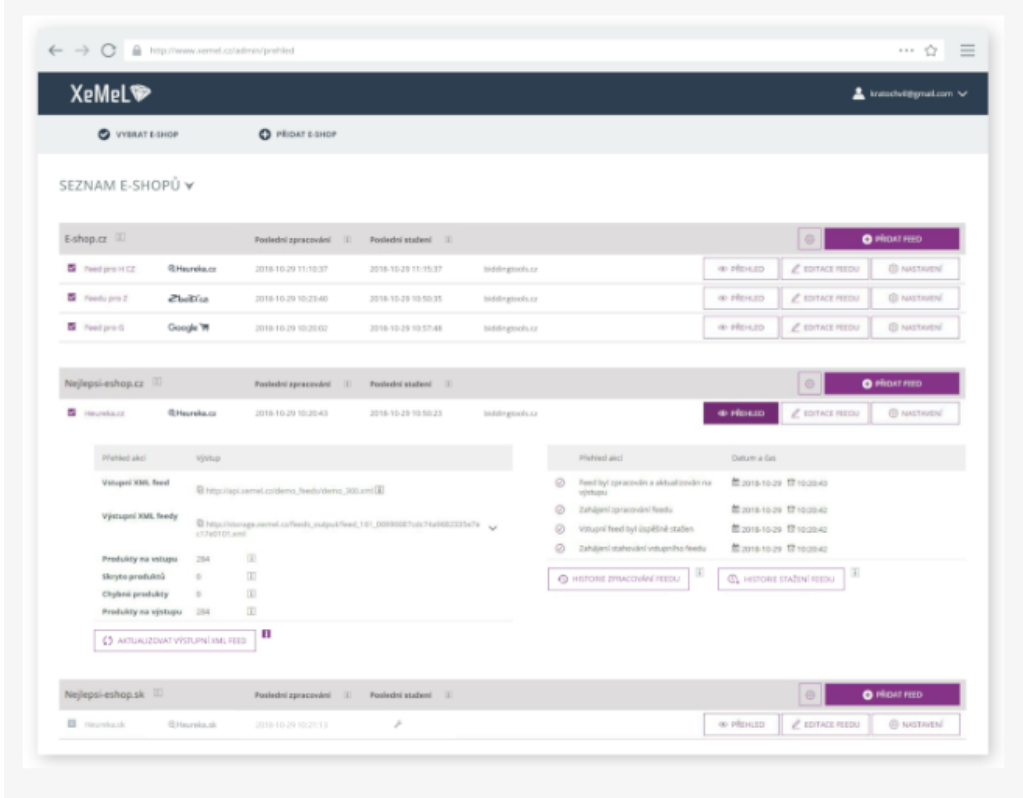 http://www.xemel.cz/admin/prehled
XeMeL
kratochvil@gmail.com
VYBRAT E-SHOP PŘIDAT E-SHOP
SEZNAM E-SHOPŮ
E-shop.cz Poslední zpracování Poslední stažení PŘIDAT FEED
Feed pro H CZ Heureka.cz 2018-10-29 11:10:37 2018-10-29 11:15:37 biddingtools.cz PŘEHLED EDITACE FEEDU NASTAVENÍ
Feedu pro Z Zboží.cz 2018-10-29 10:23:40 2018-10-29 10:50:35 biddingtools.cz PŘEHLED EDITACE FEEDU NASTAVENÍ
Feed pro G Google 2018-10-29 10:20:02 2018-10-29 10:57:48 biddingtools.cz PŘEHLED EDITACE FEEDU NASTAVENÍ
Nejlepsi-eshop.cz Poslední zpracování Poslední stažení PŘIDAT FEED
Heureka.cz Heureka.cz 2018-10-29 10:20:43 2018-10-29 10:50:23 biddingtools.cz PŘEHLED EDITACE FEEDU NASTAVENÍ
Přehled akcí Výstup
Vstupní XML feed http://api.xemel.cz/demo_feeds/demo_300.xml
Výstupní XML feedy
Produkty na vstupu 284
Skryto produktů 0
Chybné produkty 0
Produkty na výstupu 284
AKTUALIZOVAT VÝSTUPNÍ XML FEED
Přehled akcí Datum a čas
Feed byl zpracován a aktualizován na
výstupu 2018-10-29 10:20:43
Zahájení zpracování feedu 2018-10-29 10:20:42
Vstupní feed byl úspěšně stažen 2018-10-29 10:20:42
Zahájení stahování vstupního feedu 2018-10-29 10:20:42
HISTORIE ZPRACOVÁNÍ FEEDU HISTORIE STAŽENÍ FEEDU
Nejlepsi-eshop.sk Poslední zpracování Poslední stažení PŘIDAT FEED
Heureka.sk Heureka.sk 2018-10-29 10:21:13 PŘEHLED EDITACE FEEDU NASTAVENÍ